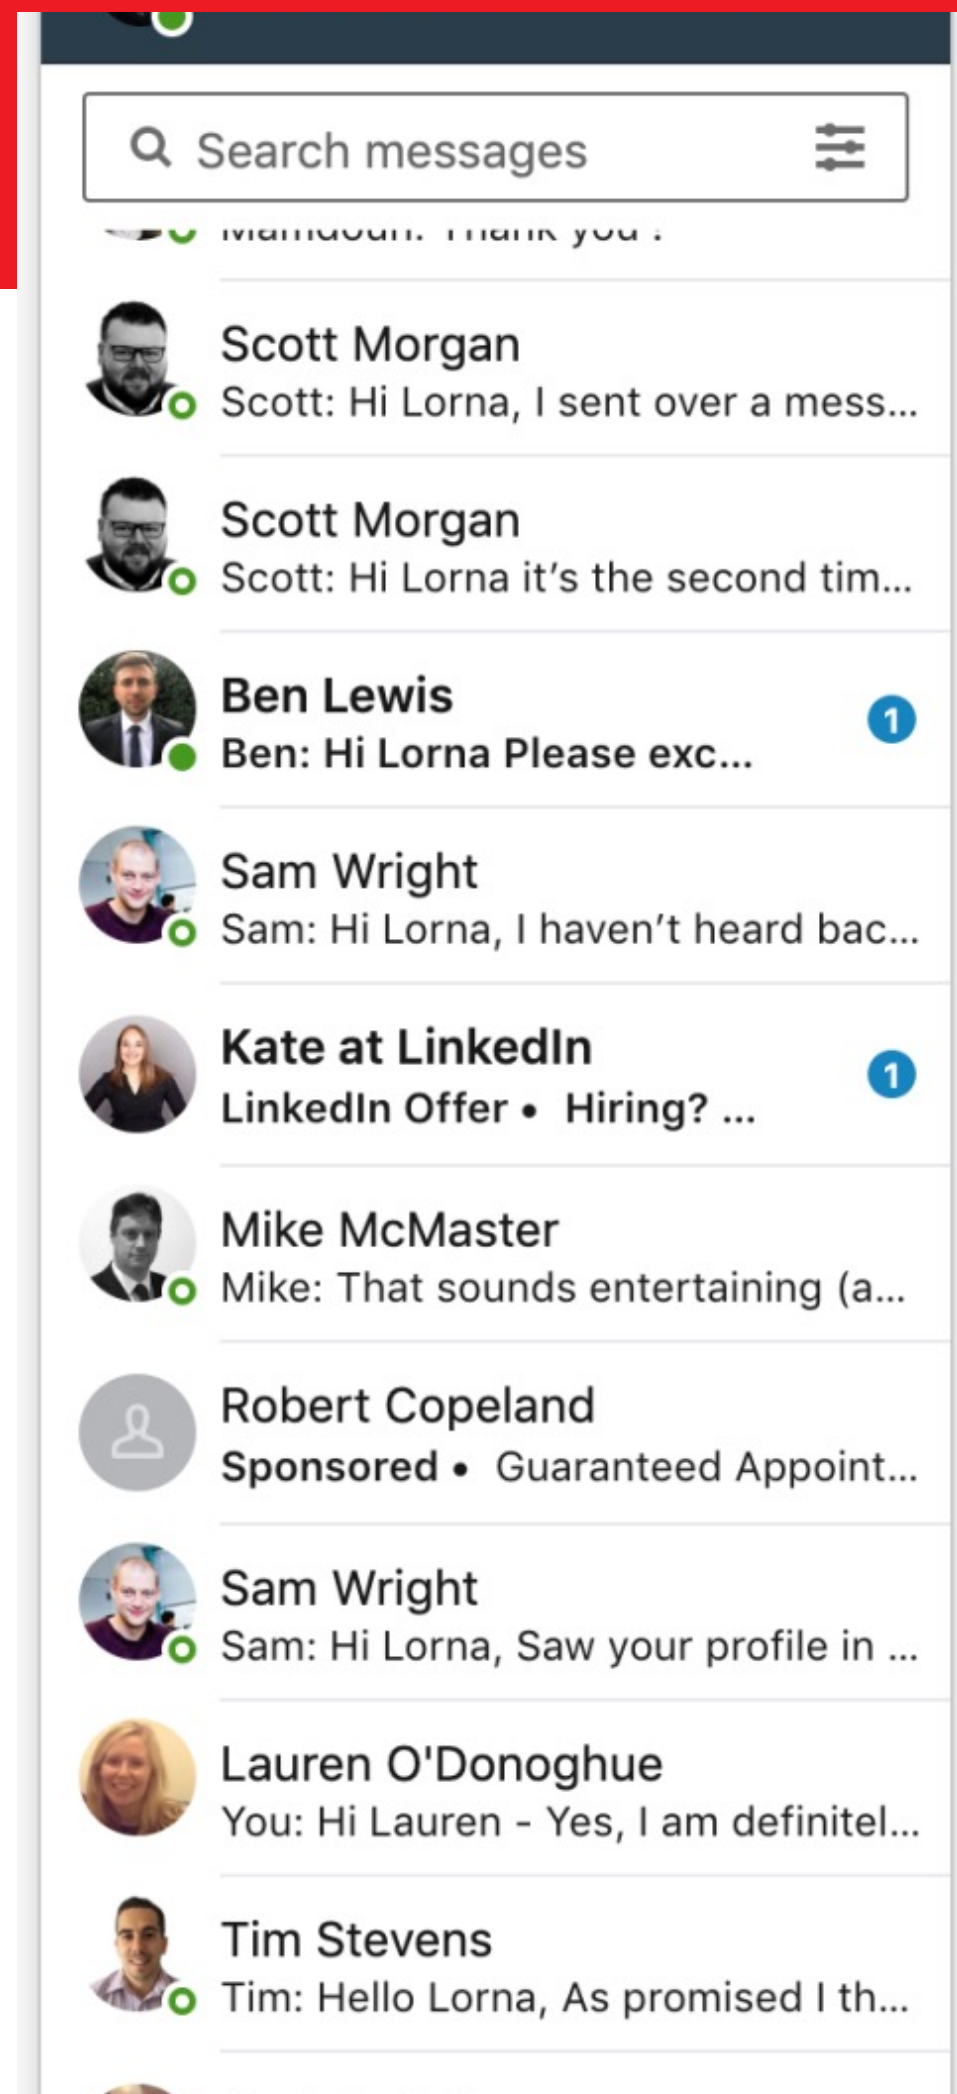 Search messages
Mamdouh: Thank you !
Scott Morgan
Scott: Hi Lorna, I sent over a mess...
Scott Morgan
Scott: Hi Lorna it’s the second tim...
Ben Lewis
1
Ben: Hi Lorna Please exc...
Sam Wright
Sam: Hi Lorna, I haven’t heard bac...
Kate at LinkedIn
1
LinkedIn Offer • Hiring? ...
Mike McMaster
Mike: That sounds entertaining (a...
Robert Copeland
Sponsored • Guaranteed Appoint...
Sam Wright
Sam: Hi Lorna, Saw your profile in ...
Lauren O'Donoghue
You: Hi Lauren - Yes, I am definitel...
Tim Stevens
Tim: Hello Lorna, As promised I th...